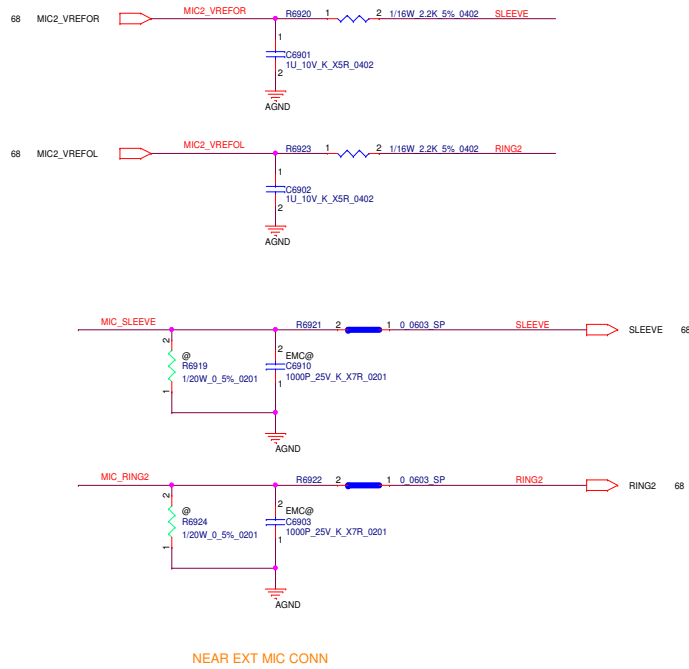 MIC2_VREFOR R6920 1 2 1/16W_2.2K_5%_0402 SLEEVE
68 MIC2_VREFOR
1
C6901
1U_10V_K_X5R_0402
2
AGND
MIC2_VREFOL R6923 1 2 1/16W_2.2K_5%_0402 RING2
68 MIC2_VREFOL
1
C6902
1U_10V_K_X5R_0402
2
AGND
MIC_SLEEVE R6921 2 1 0_0603_SP SLEEVE
SLEEVE 68
2 @ 2 EMC@
R6919 C6910
1/20W_0_5%_0201 1000P_25V_K_X7R_0201
1 1
AGND
MIC_RING2 R6922 2 1 0_0603_SP RING2
RING2 68
2 @ 2 EMC@
R6924 C6903
1/20W_0_5%_0201 1000P_25V_K_X7R_0201
1 1
AGND
NEAR EXT MIC CONN